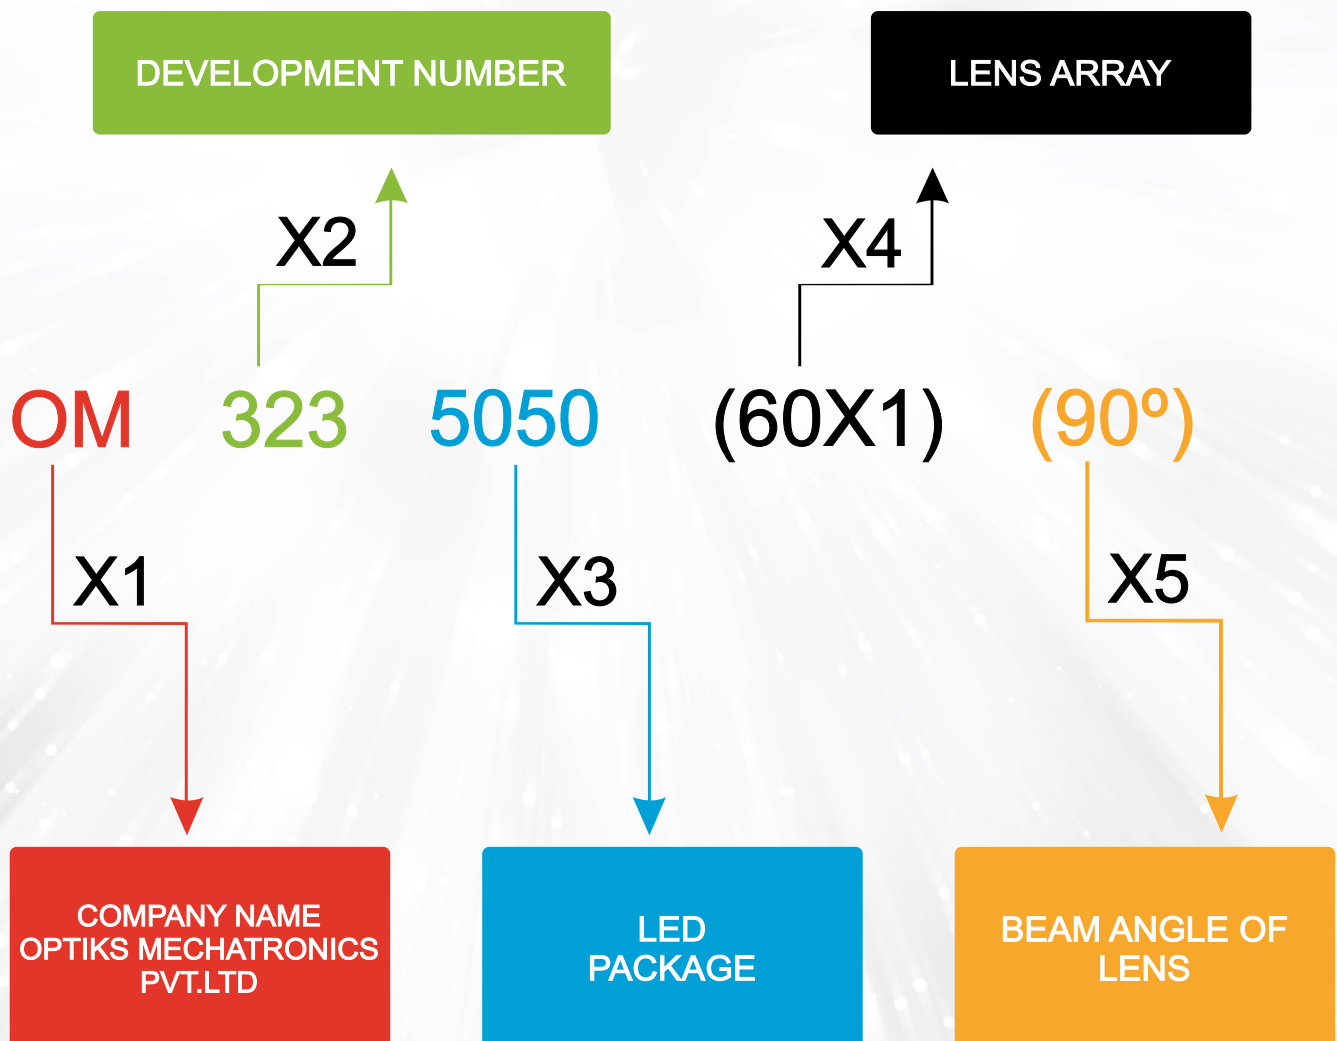 DEVELOPMENT NUMBER
LENS ARRAY
X2
X4
OM 323 5050 (60X1) (90º)
X1
X3
X5
COMPANY NAME
OPTIKS MECHATRONICS
PVT.LTD
LED
PACKAGE
BEAM ANGLE OF
LENS